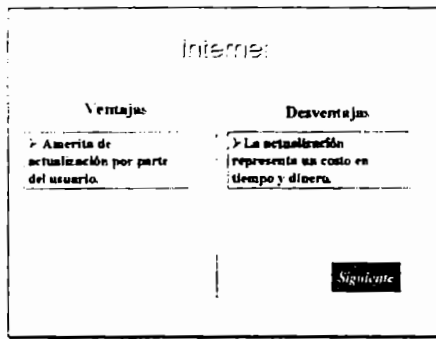 Internet
Ventajas
Desventajas
➢ Amerita de
actualización por parte
del usuario.
➢ La actualización
representa un costo en
tiempo y dinero.
Siguiente